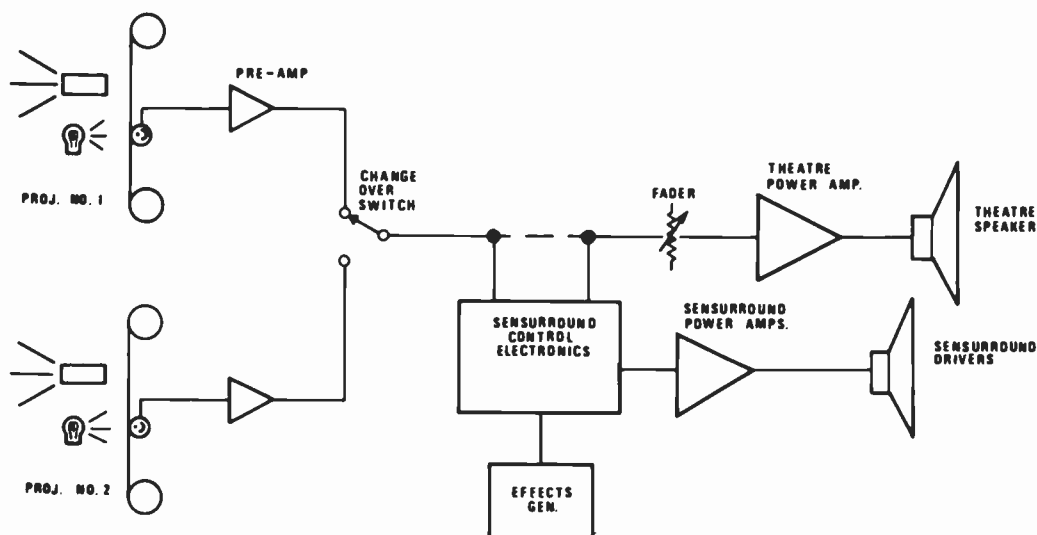 PRE-AMP
PROJ. NO. 1
CHANGE
OVER
SWITCH
FADER
THEATRE
POWER AMP.
THEATRE
SPEAKER
SENSURROUND
CONTROL
ELECTRONICS
SENSURROUND
POWER AMPS.
SENSURROUND
DRIVERS
PROJ. NO. 2
EFFECTS
GEN.